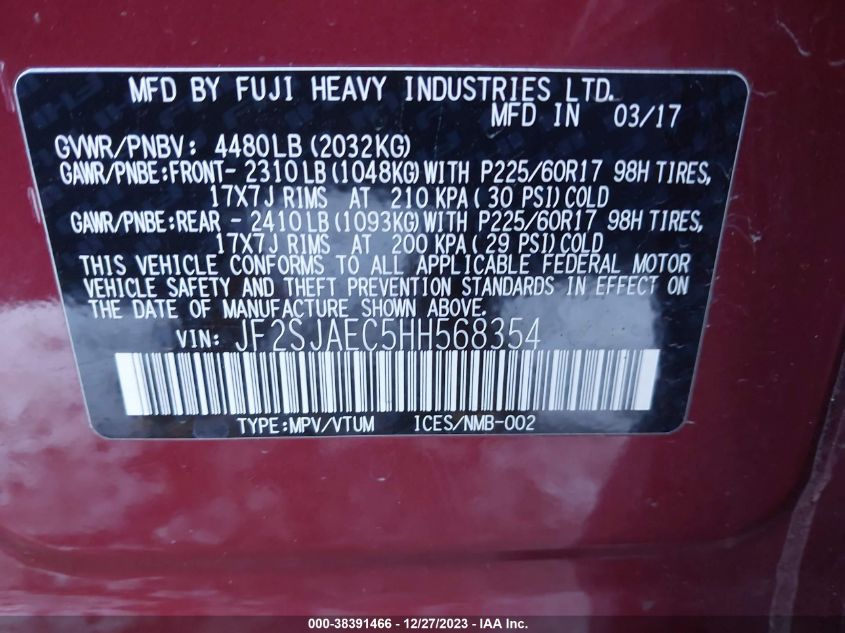 MFD BY FUJI HEAVY INDUSTRIES LTD.
MFD IN 03/17
GVWR/PNBV: 4480LB (2032KG)
GAWR/PNBE:FRONT- 2310 LB (1048KG) WITH P225/60R17 98H TIRES,
17X7J RIMS AT 210 KPA ( 30 PSI) COLD
GAWR/PNBE:REAR - 2410 LB (1093KG) WITH P225/60R17 98H TIRES,
17X7J RIMS AT 200 KPA ( 29 PSI) COLD
THIS VEHICLE CONFORMS TO ALL APPLICABLE FEDERAL MOTOR
VEHICLE SAFETY AND THEFT PREVENTION STANDARDS IN EFFECT ON
THE DATE OF MANUFACTURE SHOWN ABOVE.
VIN: JF2SJAEC5HH568354
TYPE:MPV/VTUM ICES/NMB-002
000-38391466 - 12/27/2023 - IAA Inc.